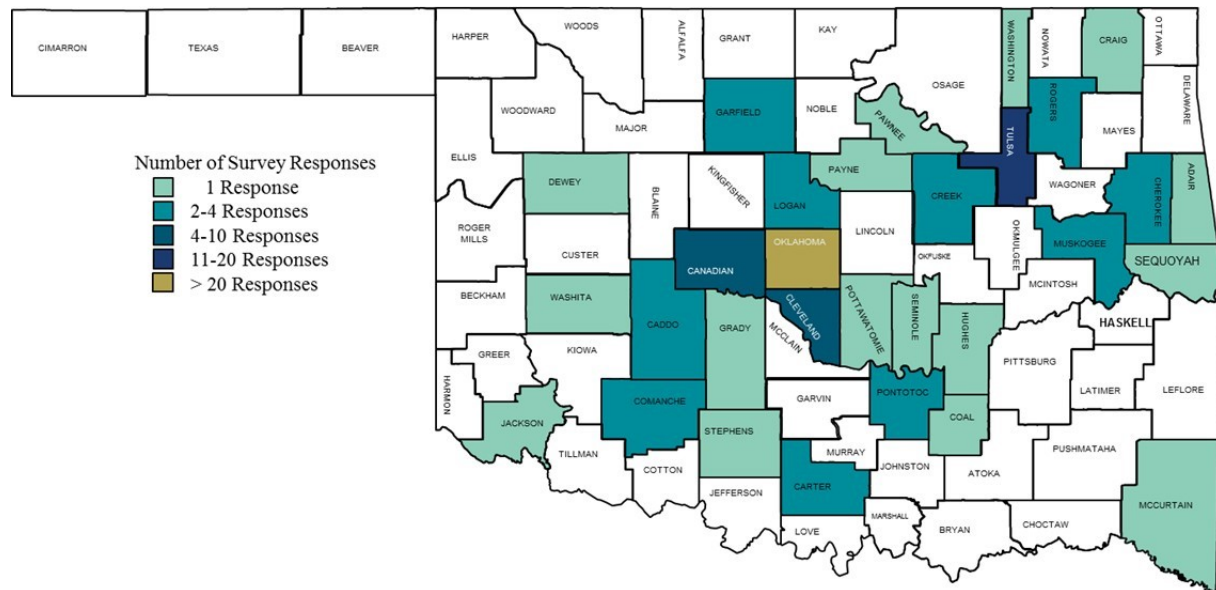 CIMARRON
TEXAS
BEAVER
HARPER
WOODS
ALFALFA
GRANT
KAY
OSAGE
WASHINGTON
NOWATA
CRAIG
OTTAWA
WOODWARD
MAJOR
GARFIELD
NOBLE
PAWNEE
ROGERS
MAYES
DELAWARE
TULSA
Number of Survey Responses
1 Response
2-4 Responses
4-10 Responses
11-20 Responses
> 20 Responses
ELLIS
DEWEY
BLAINE
KINGFISHER
LOGAN
PAYNE
CREEK
WAGONER
CHEROKEE
ADAIR
ROGER
MILLS
CUSTER
CANADIAN
OKLAHOMA
LINCOLN
OKFUSKE
OKMULGEE
MUSKOGEE
SEQUOYAH
MCINTOSH
BECKHAM
WASHITA
CADDO
GRADY
CLEVELAND
MCCLAIN
POTTAWATOMIE
SEMINOLE
HUGHES
HASKELL
PITTSBURG
LATIMER
LEFLORE
GREER
KIOWA
HARMON
JACKSON
COMANCHE
STEPHENS
GARVIN
PONTOTOC
COAL
TILLMAN
COTTON
JEFFERSON
MURRAY
CARTER
JOHNSTON
ATOKA
PUSHMATAHA
MCCURTAIN
LOVE
MARSHALL
BRYAN
CHOCTAW